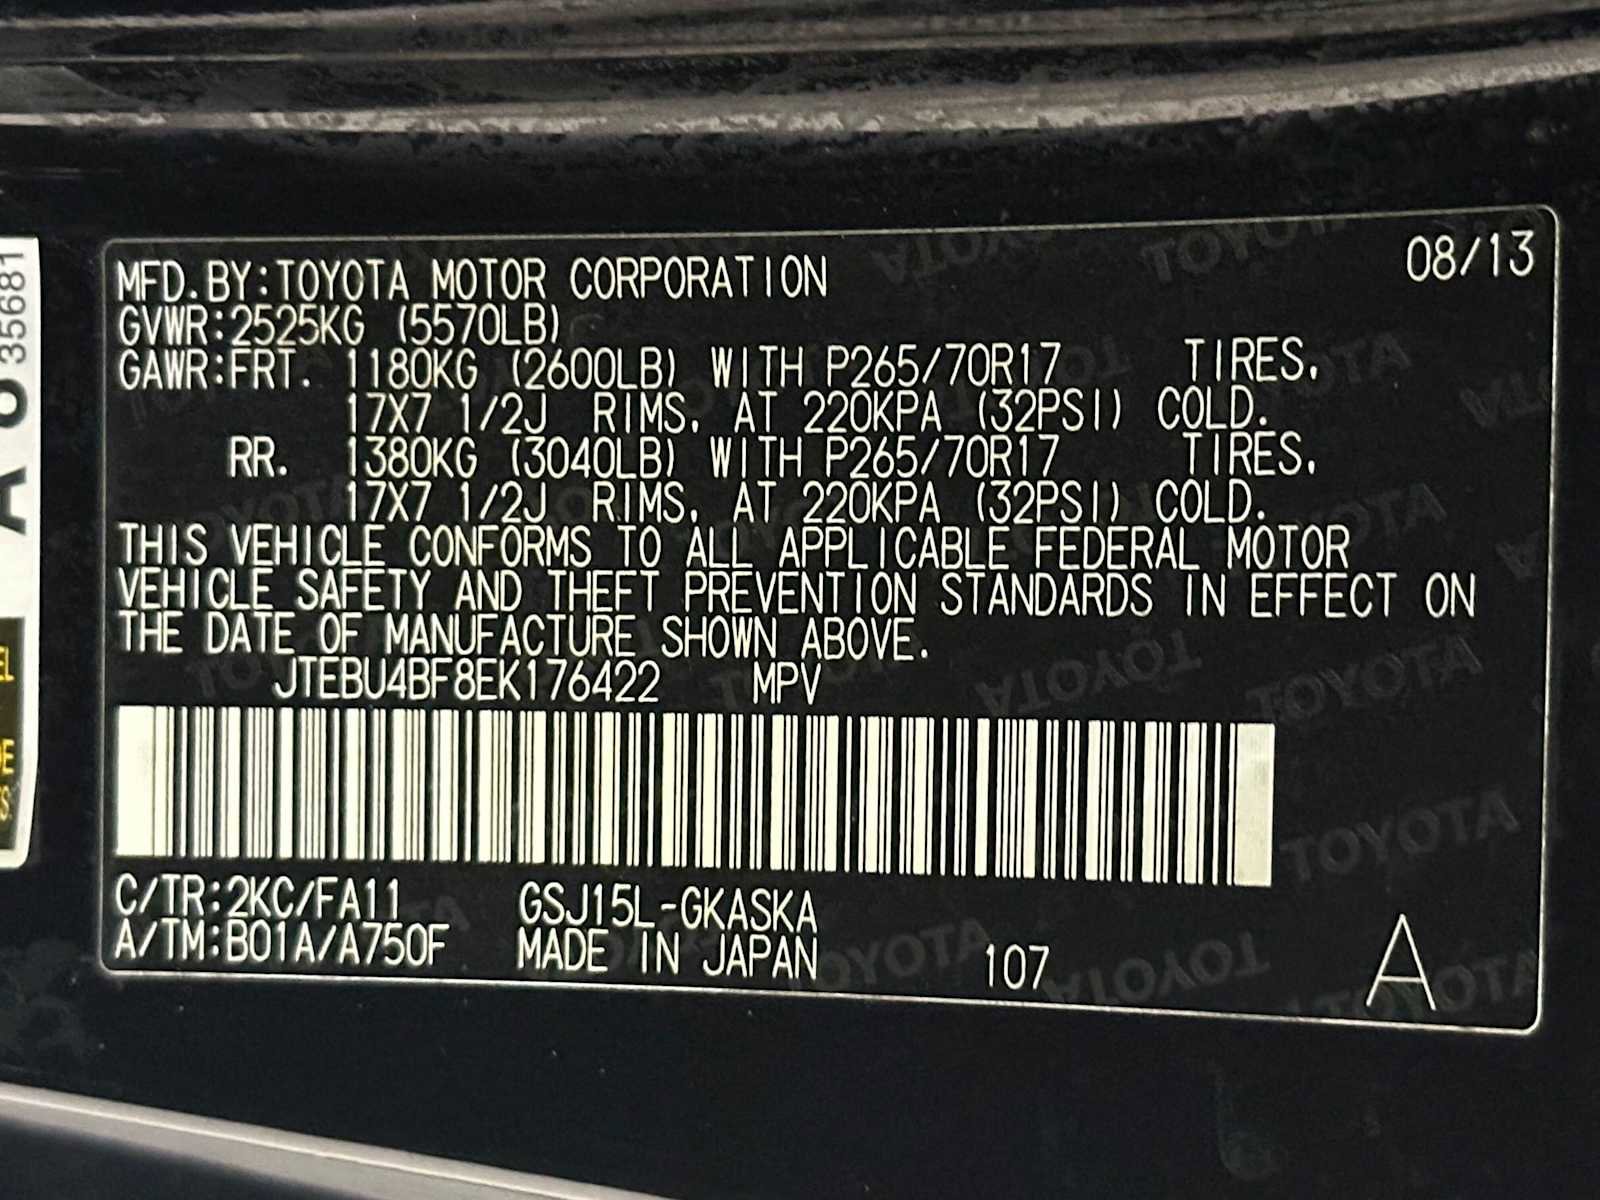 08/13
MFD.BY:TOYOTA MOTOR CORPORATION
GVWR:2525KG (5570LB)
GAWR:FRT. 1180KG (2600LB) WITH P265/70R17 TIRES,
17X7 1/2J RIMS, AT 220KPA (32PSI) COLD.
RR. 1380KG (3040LB) WITH P265/70R17 TIRES,
17X7 1/2J RIMS, AT 220KPA (32PSI) COLD.
THIS VEHICLE CONFORMS TO ALL APPLICABLE FEDERAL MOTOR
VEHICLE SAFETY AND THEFT PREVENTION STANDARDS IN EFFECT ON
THE DATE OF MANUFACTURE SHOWN ABOVE.
JTEBU4BF8EK176422 MPV
C/TR:2KC/FA11 GSJ15L-GKASKA
A/TM:B01A/A750F MADE IN JAPAN 107 A
35681